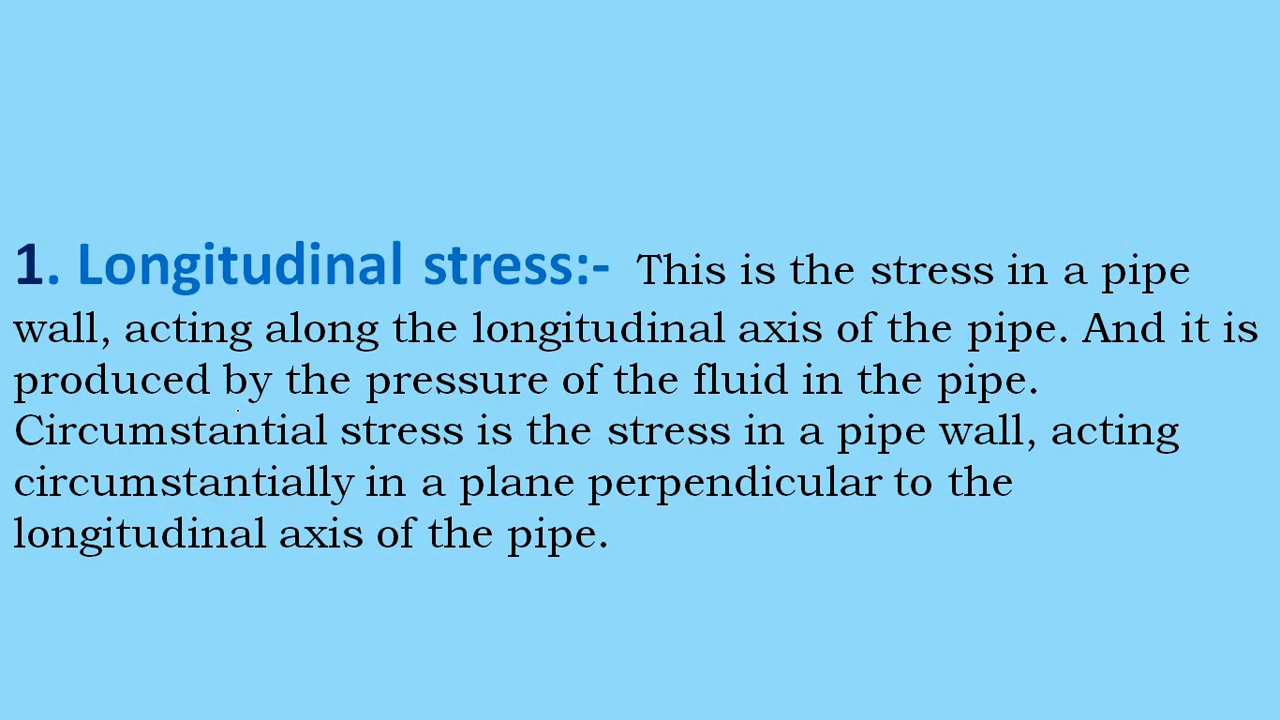 1. Longitudinal stress:- This is the stress in a pipe
wall, acting along the longitudinal axis of the pipe. And it is
produced by the pressure of the fluid in the pipe.
Circumstantial stress is the stress in a pipe wall, acting
circumstantially in a plane perpendicular to the
longitudinal axis of the pipe.